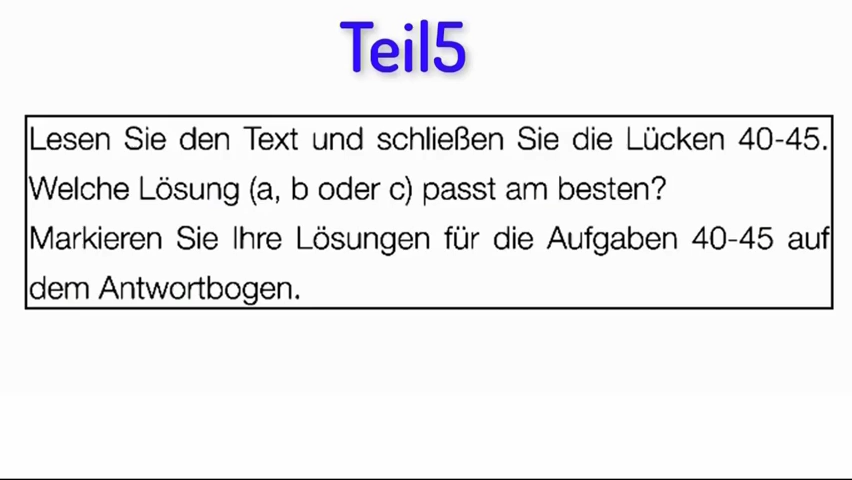 Teil5
Lesen Sie den Text und schließen Sie die Lücken 40-45.
Welche Lösung (a, b oder c) passt am besten?
Markieren Sie Ihre Lösungen für die Aufgaben 40-45 auf
dem Antwortbogen.